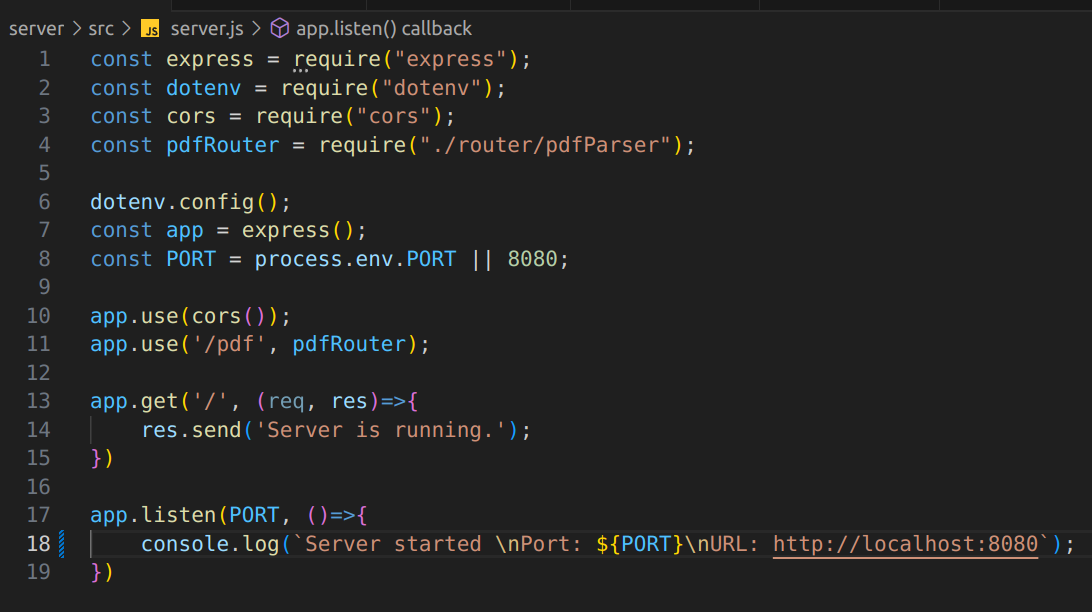 server > src > JS server.js > app.listen() callback
1 const express = require("express");
2 const dotenv = require("dotenv");
3 const cors = require("cors");
4 const pdfRouter = require("./router/pdfParser");
5
6 dotenv.config();
7 const app = express();
8 const PORT = process.env.PORT || 8080;
9
10 app.use(cors());
11 app.use('/pdf', pdfRouter);
12
13 app.get('/', (req, res)=>{
14     res.send('Server is running.');
15 })
16
17 app.listen(PORT, ()=>{
18     console.log(`Server started \nPort: ${PORT}\nURL: http://localhost:8080`);
19 })